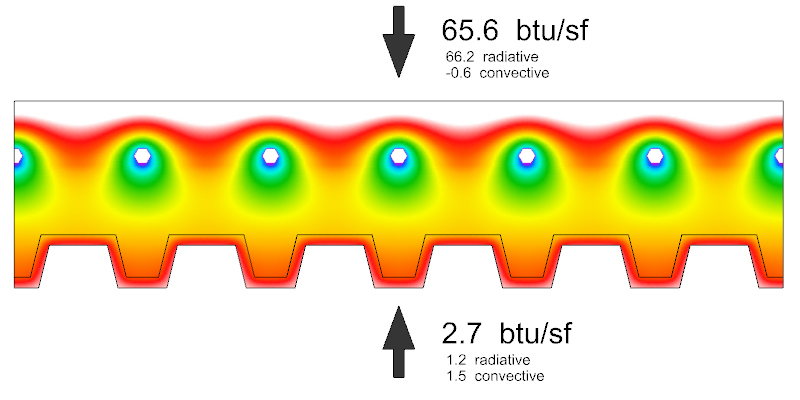 65.6 btu/sf
66.2 radiative
-0.6 convective
2.7 btu/sf
1.2 radiative
1.5 convective